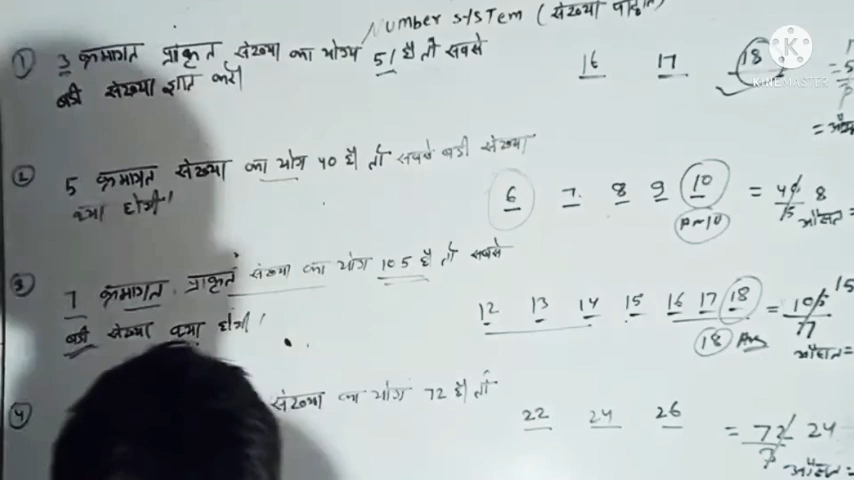 Number SYSTem (संख्या
① 3 क्रमागत प्राकृत संख्या का योग 51 है तो सबसे
बडी संख्या ज्ञात करो
16 17 18
KINEMASTER
② 5 क्रमागत संख्या का योग 40 है तो सबसे बडी संख्या
क्या होगी
6 7 8 9 10 = 40/5 8
औसत =
③ 7 क्रमागत प्राकृत संख्या का योग 105 है तो सबसे
बडी संख्या क्या होगी
12 13 14 15 16 17 18 = 105/7 15
18 Ans
औसत =
④ संख्या का योग 72 है तो
22 24 26 = 72/3 24
औसत =